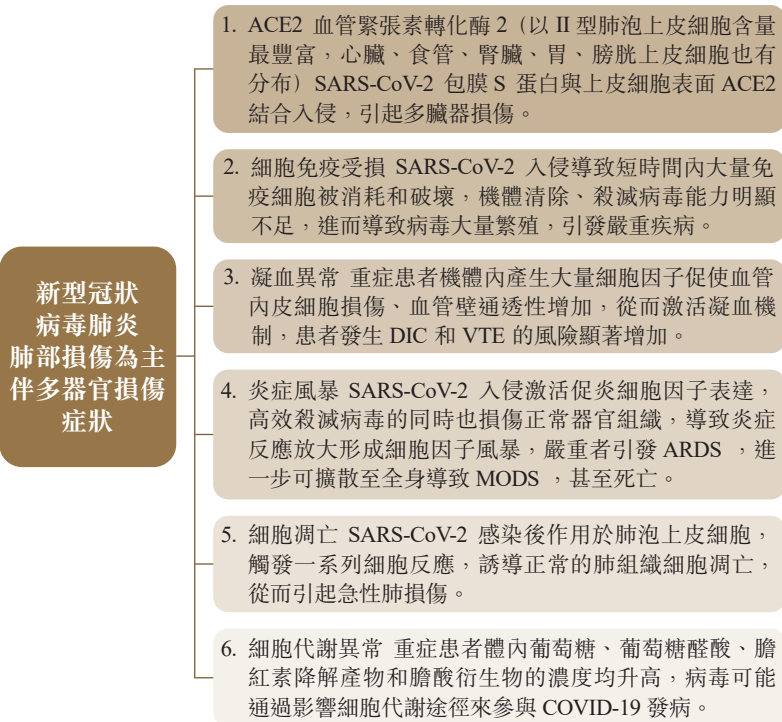 新型冠狀
病毒肺炎
肺部損傷為主
伴多器官損傷
症狀
1. ACE2 血管緊張素轉化酶 2（以 II 型肺泡上皮細胞含量
最豐富，心臟、食管、腎臟、胃、膀胱上皮細胞也有
分布）SARS-CoV-2 包膜 S 蛋白與上皮細胞表面 ACE2
結合入侵，引起多臟器損傷。
2. 細胞免疫受損 SARS-CoV-2 入侵導致短時間內大量免
疫細胞被消耗和破壞，機體清除、殺滅病毒能力明顯
不足，進而導致病毒大量繁殖，引發嚴重疾病。
3. 凝血異常 重症患者機體內產生大量細胞因子促使血管
內皮細胞損傷、血管壁通透性增加，從而激活凝血機
制，患者發生 DIC 和 VTE 的風險顯著增加。
4. 炎症風暴 SARS-CoV-2 入侵激活促炎細胞因子表達，
高效殺滅病毒的同時也損傷正常器官組織，導致炎症
反應放大形成細胞因子風暴，嚴重者引發 ARDS ，進
一步可擴散至全身導致 MODS ，甚至死亡。
5. 細胞凋亡 SARS-CoV-2 感染後作用於肺泡上皮細胞，
觸發一系列細胞反應，誘導正常的肺組織細胞凋亡，
從而引起急性肺損傷。
6. 細胞代謝異常 重症患者體內葡萄糖、葡萄糖醛酸、膽
紅素降解產物和膽酸衍生物的濃度均升高，病毒可能
通過影響細胞代謝途徑來參與 COVID-19 發病。